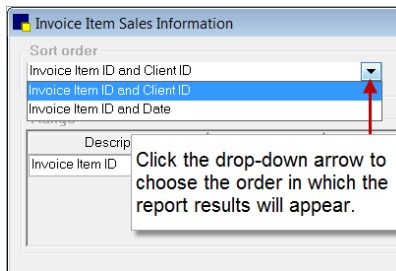 Invoice Item Sales Information
Sort order
Invoice Item ID and Client ID
Invoice Item ID and Client ID
Invoice Item ID and Date
Descrip
Invoice Item ID
Click the drop-down arrow to
choose the order in which the
report results will appear.